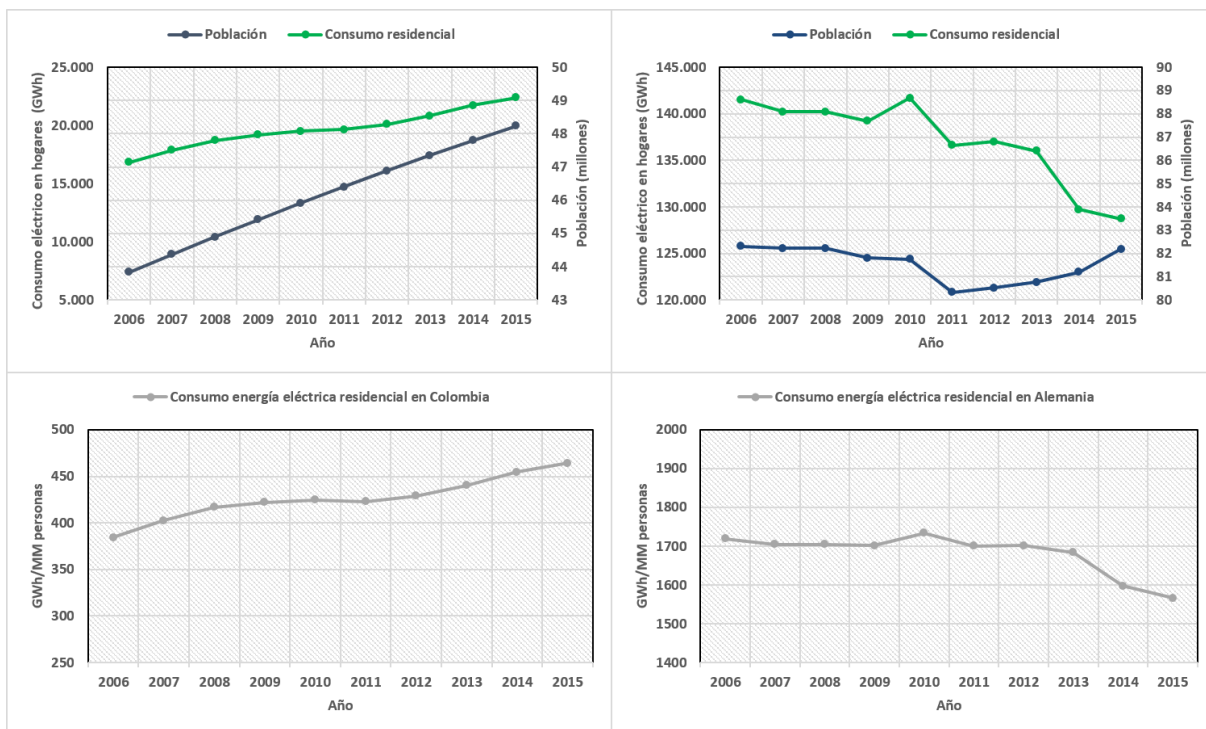 Población
Consumo residencial
Consumo eléctrico en hogares (GWh)
25.000
20.000
15.000
10.000
5.000
50
49
48
47
46
45
44
43
Población (millones)
2006 2007 2008 2009 2010 2011 2012 2013 2014 2015
Año
Población
Consumo residencial
Consumo eléctrico en hogares (GWh)
145.000
140.000
135.000
130.000
125.000
120.000
90
89
88
87
86
85
84
83
82
81
80
Población (millones)
2006 2007 2008 2009 2010 2011 2012 2013 2014 2015
Año
Consumo energía eléctrica residencial en Colombia
GWh/MM personas
500
450
400
350
300
250
2006 2007 2008 2009 2010 2011 2012 2013 2014 2015
Año
Consumo energía eléctrica residencial en Alemania
GWh/MM personas
2000
1900
1800
1700
1600
1500
1400
2006 2007 2008 2009 2010 2011 2012 2013 2014 2015
Año